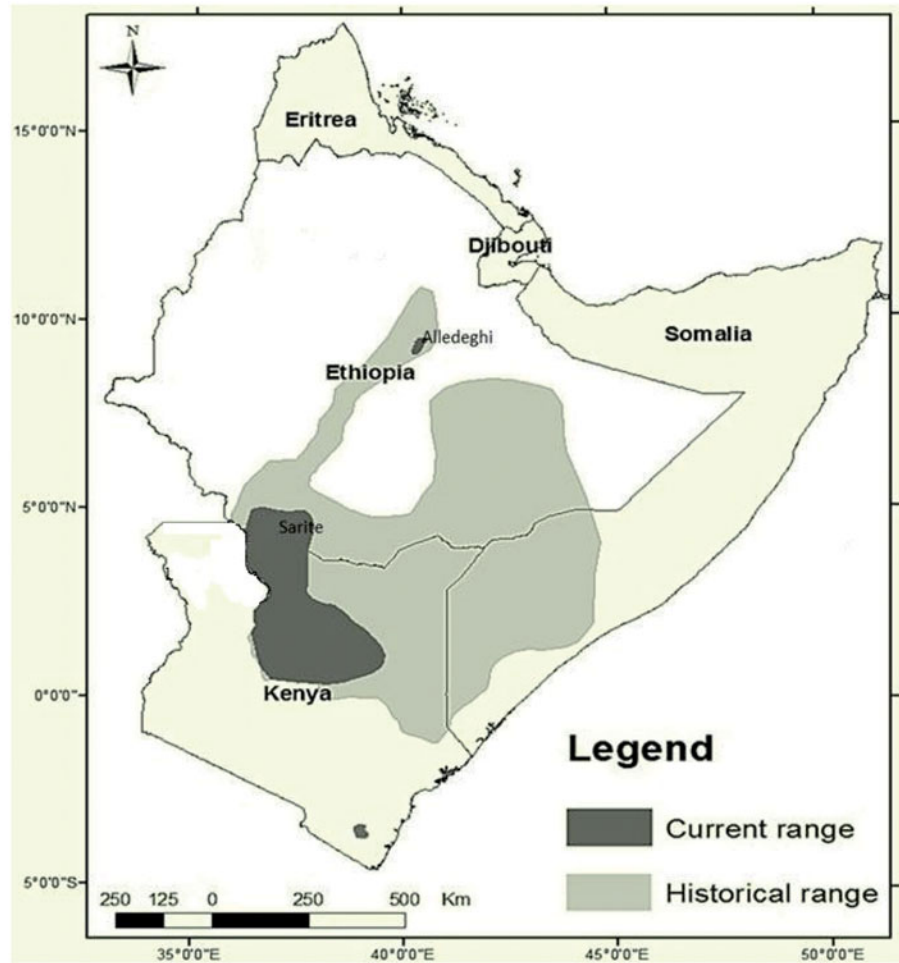 N
15°0'0"N
Eritrea
Djibouti
10°0'0"N
Alledeghi
Somalia
Ethiopia
5°0'0"N
Sarite
0°0'0"
Kenya
Legend
Current range
Historical range
5°0'0"S
250 125 0 250 500 Km
35°0'0"E 40°0'0"E 45°0'0"E 50°0'0"E